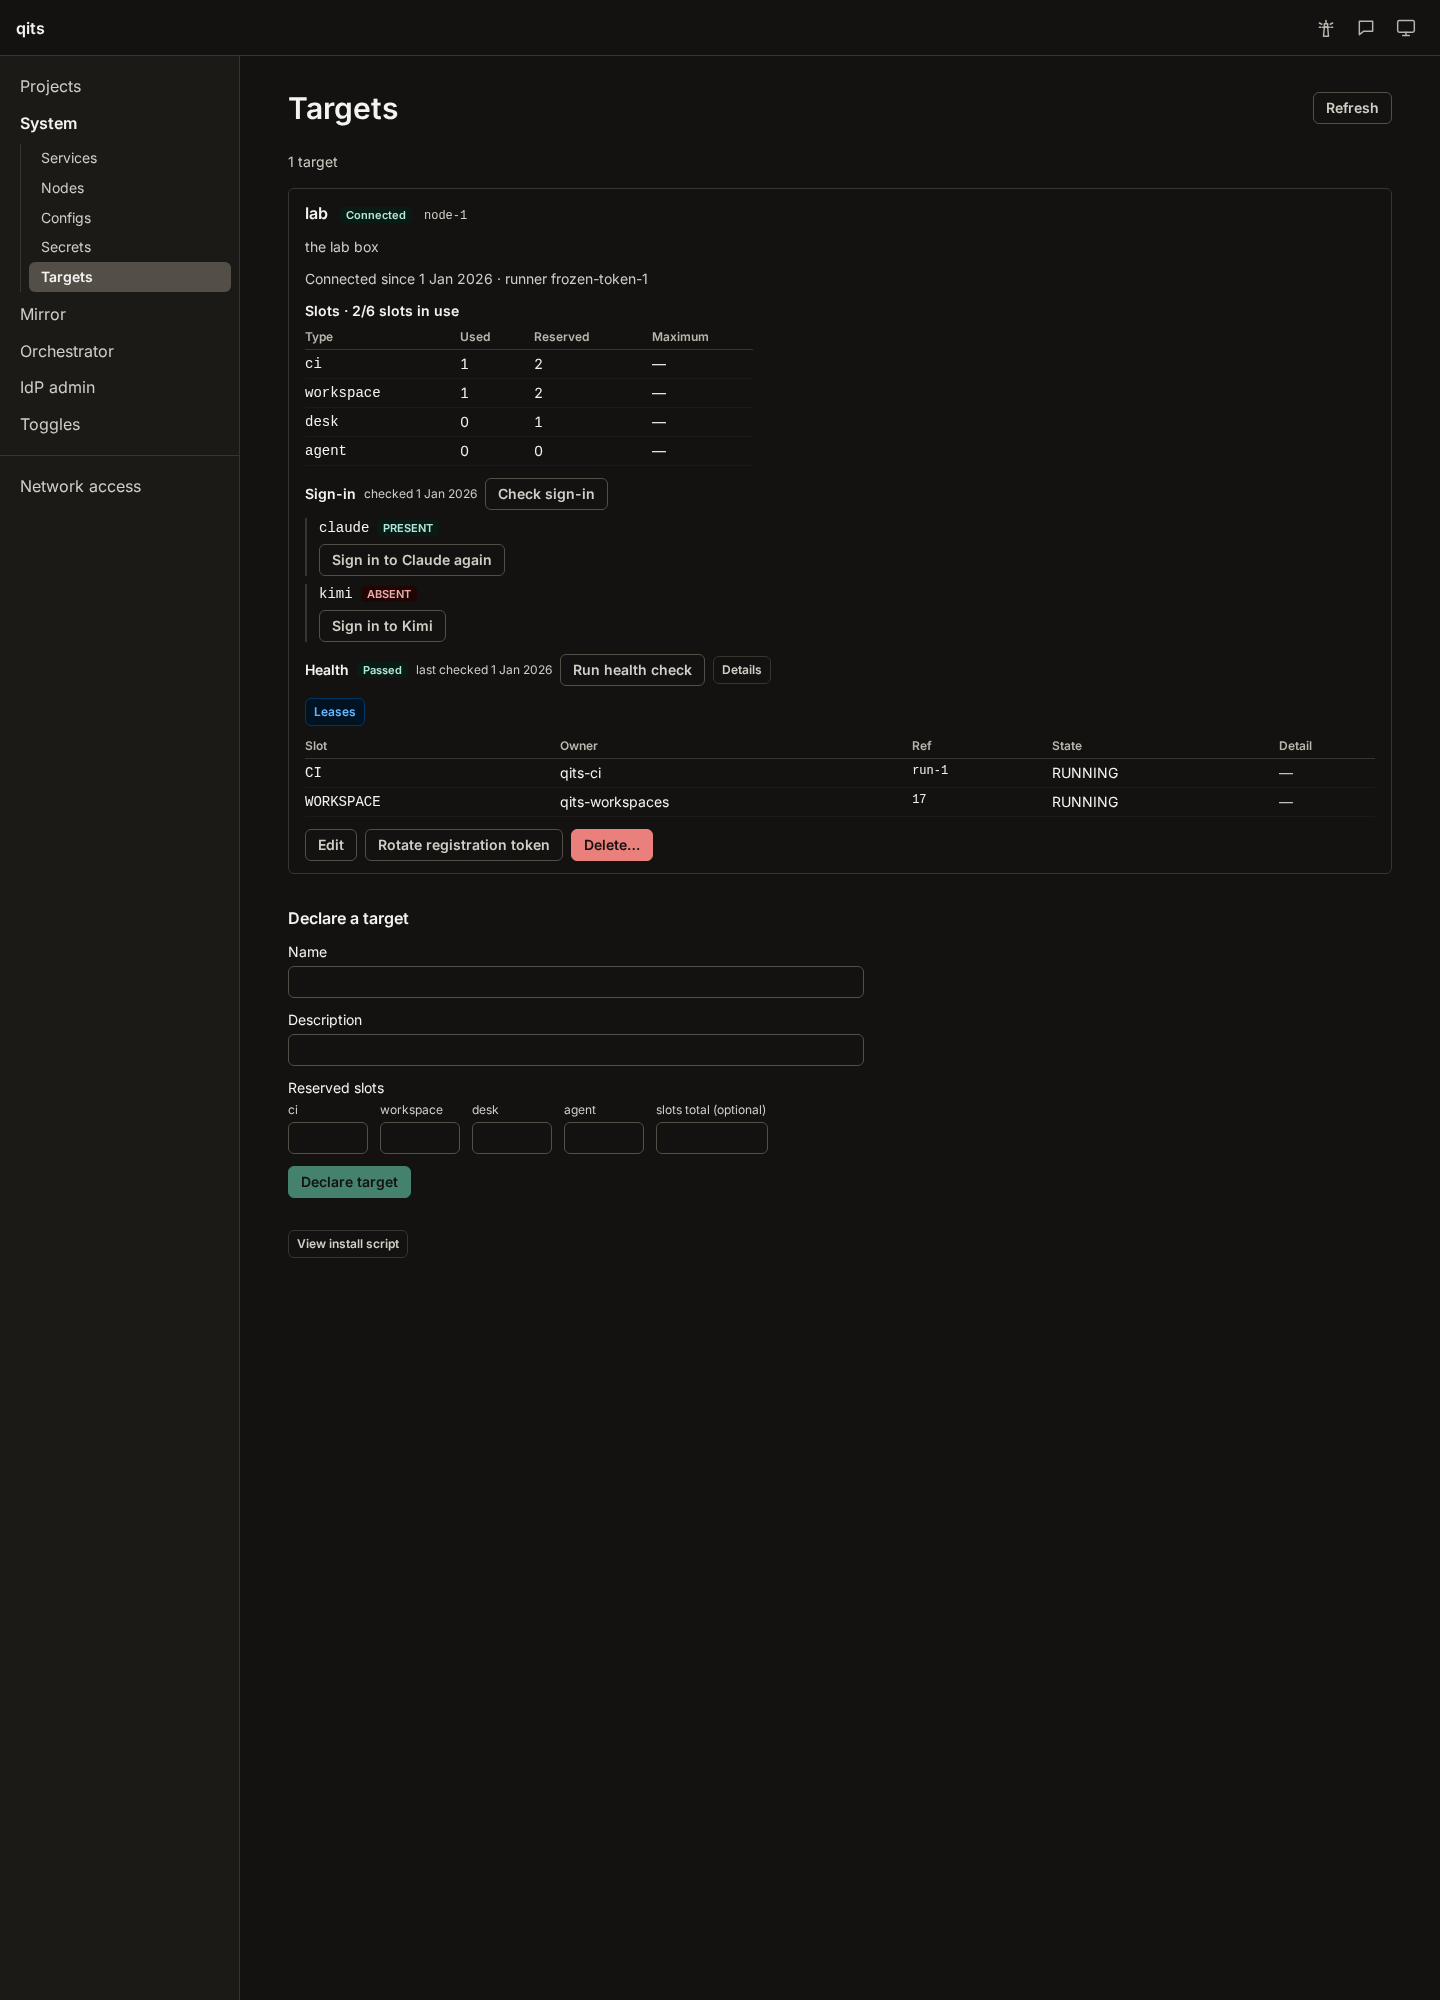 qits
Projects
System
Services
Nodes
Configs
Secrets
Targets
Mirror
Orchestrator
IdP admin
Toggles
Network access
Targets
Refresh
1 target
lab Connected node-1
the lab box
Connected since 1 Jan 2026 · runner frozen-token-1
Slots · 2/6 slots in use
Type Used Reserved Maximum
ci 1 2 —
workspace 1 2 —
desk 0 1 —
agent 0 0 —
Sign-in checked 1 Jan 2026 Check sign-in
claude PRESENT
Sign in to Claude again
kimi ABSENT
Sign in to Kimi
Health Passed last checked 1 Jan 2026 Run health check Details
Leases
Slot Owner Ref State Detail
CI qits-ci run-1 RUNNING —
WORKSPACE qits-workspaces 17 RUNNING —
Edit Rotate registration token Delete…
Declare a target
Name
Description
Reserved slots
ci workspace desk agent slots total (optional)
Declare target
View install script